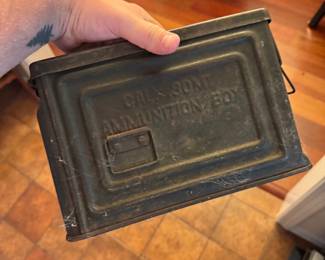 CAL .30 M1
AMMUNITION BOX